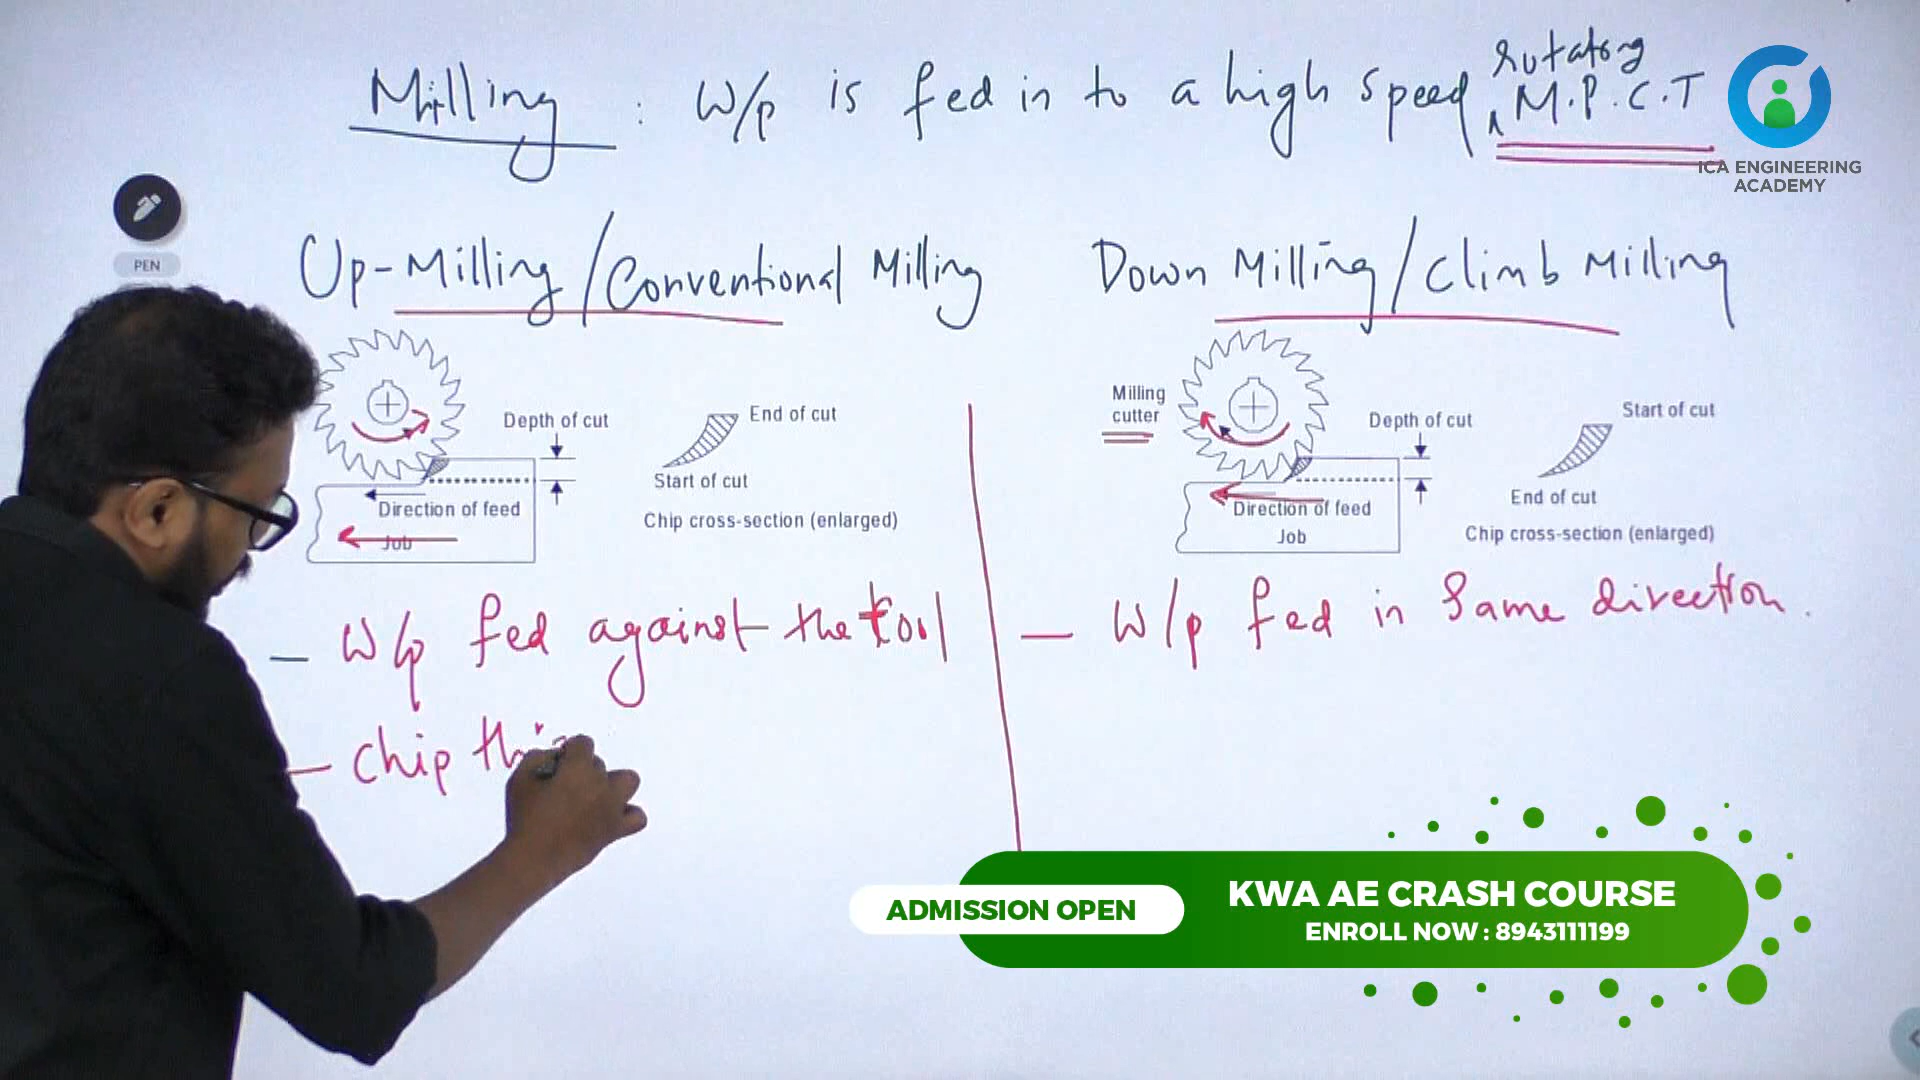 Milling : W/p is fed in to a high speed rotating M.P.C.T
ICA ENGINEERING
ACADEMY
PEN
Up-Milling/Conventional Milling
Down Milling/Climb Milling
Depth of cut
End of cut
Start of cut
Direction of feed
Job
Chip cross-section (enlarged)
Milling
cutter
Depth of cut
Start of cut
End of cut
Direction of feed
Job
Chip cross-section (enlarged)
– W/p fed against the tool
– Chip
– W/p fed in same direction.
ADMISSION OPEN
KWA AE CRASH COURSE
ENROLL NOW : 8943111199